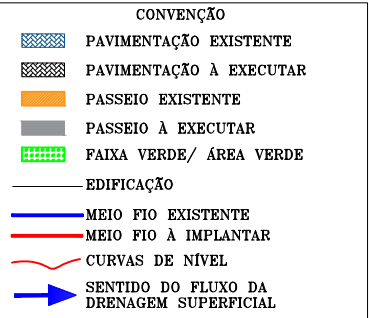 CONVENÇÃO
PAVIMENTAÇÃO EXISTENTE
PAVIMENTAÇÃO À EXECUTAR
PASSEIO EXISTENTE
PASSEIO À EXECUTAR
FAIXA VERDE/ ÁREA VERDE
EDIFICAÇÃO
MEIO FIO EXISTENTE
MEIO FIO À IMPLANTAR
CURVAS DE NÍVEL
SENTIDO DO FLUXO DA
DRENAGEM SUPERFICIAL